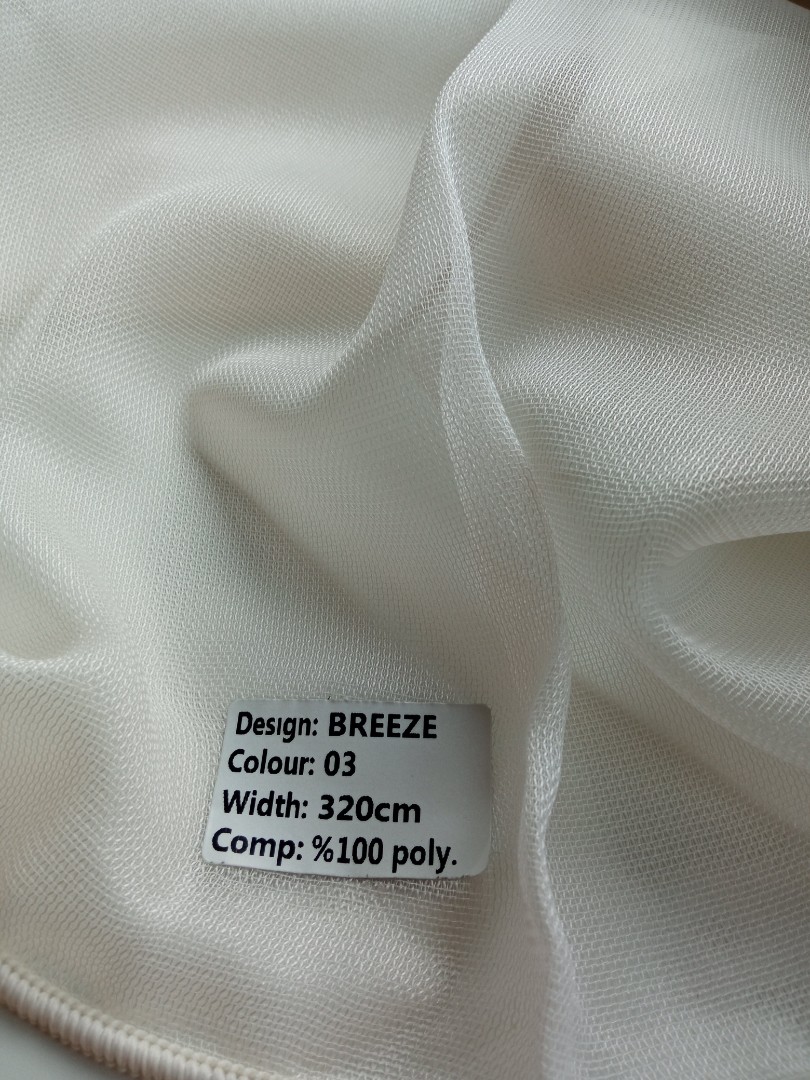 Design: BREEZE
Colour: 03
Width: 320cm
Comp: %100 poly.